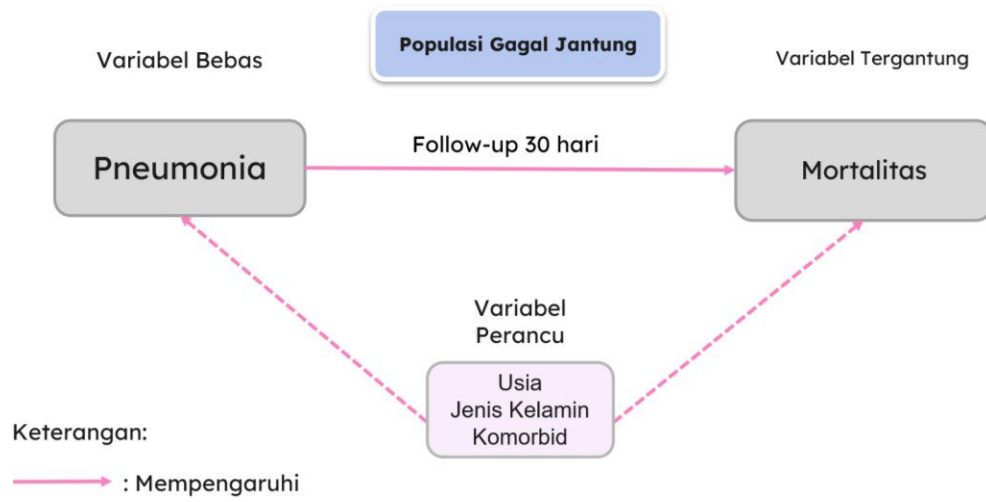 Populasi Gagal Jantung
Variabel Bebas
Variabel Tergantung
Pneumonia
Follow-up 30 hari
Mortalitas
Variabel
Perancu
Usia
Jenis Kelamin
Komorbid
Keterangan:
: Mempengaruhi